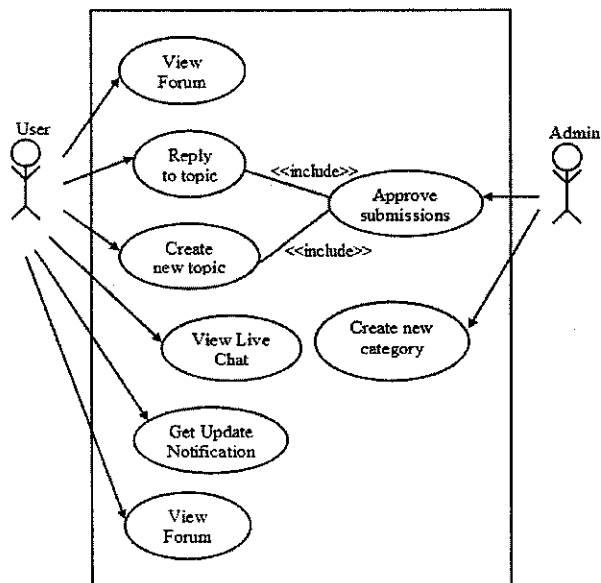 View
Forum
User
Admin
Reply
to topic
<<include>>
Approve
submissions
Create
new topic
<<include>>
View Live
Chat
Create new
category
Get Update
Notification
View
Forum